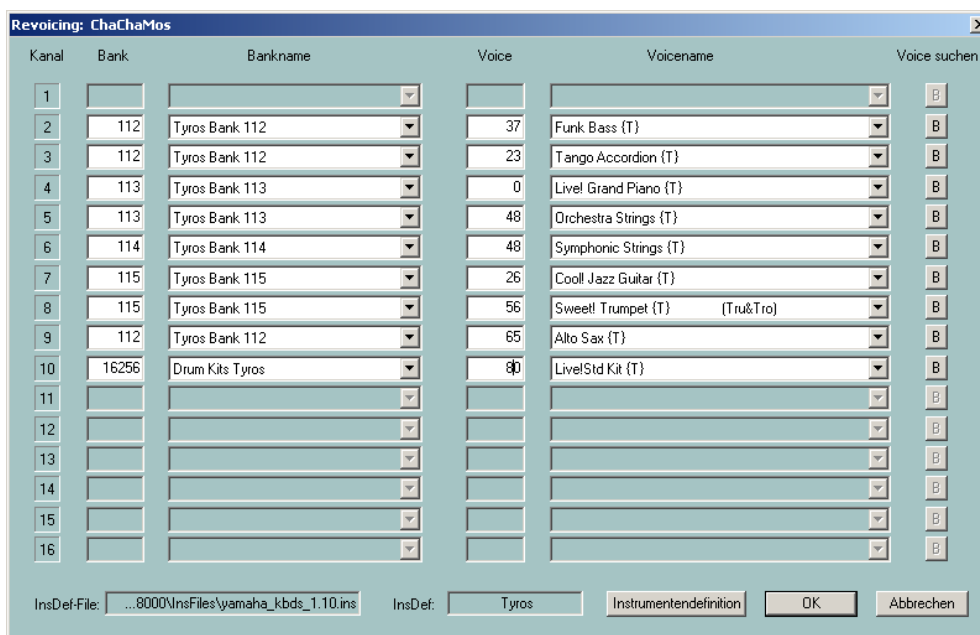 Revoicing: ChaChaMos
Kanal Bank Bankname Voice Voicename Voice suchen
1 B
2 112 Tyros Bank 112 37 Funk Bass {T} B
3 112 Tyros Bank 112 23 Tango Accordion {T} B
4 113 Tyros Bank 113 0 Live! Grand Piano {T} B
5 113 Tyros Bank 113 48 Orchestra Strings {T} B
6 114 Tyros Bank 114 48 Symphonic Strings {T} B
7 115 Tyros Bank 115 26 Cool! Jazz Guitar {T} B
8 115 Tyros Bank 115 56 Sweet! Trumpet {T} (Tru&Tro) B
9 112 Tyros Bank 112 65 Alto Sax {T} B
10 16256 Drum Kits Tyros 80 Live!Std Kit {T} B
11 B
12 B
13 B
14 B
15 B
16 B
InsDef-File: ...8000\InsFiles\yamaha_kbds_1.10.ins InsDef: Tyros Instrumentendefinition OK Abbrechen